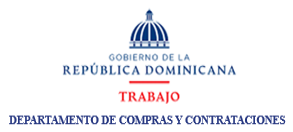 GOBIERNO DE LA
REPÚBLICA DOMINICANA
TRABAJO
DEPARTAMENTO DE COMPRAS Y CONTRATACIONES